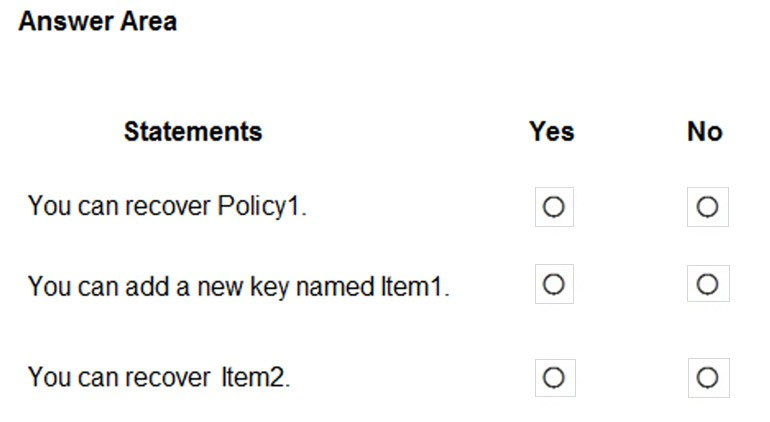 Answer Area
Statements Yes No
You can recover Policy1.
You can add a new key named Item1.
You can recover Item2.